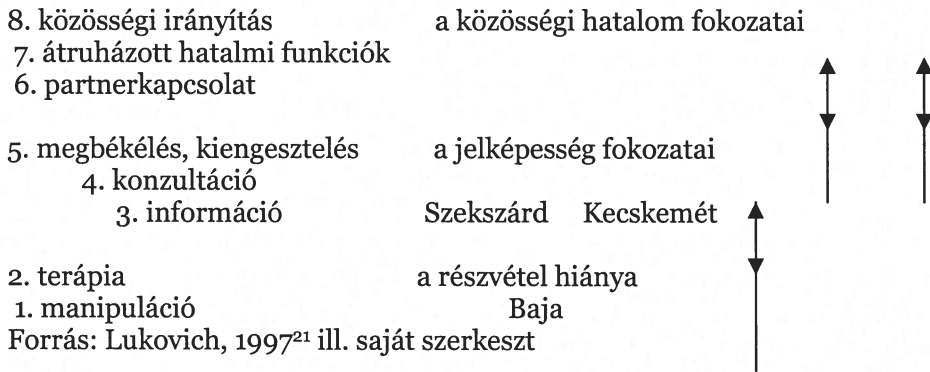 8. közösségi irányítás a közösségi hatalom fokozatai
7. átruházott hatalmi funkciók
6. partnerkapcsolat
5. megbékélés, kiengesztelés a jelképesség fokozatai
4. konzultáció
3. információ Szekszárd Kecskemét
2. terápia a részvétel hiánya
1. manipuláció Baja
Forrás: Lukovich, 1997²¹ ill. saját szerkeszt